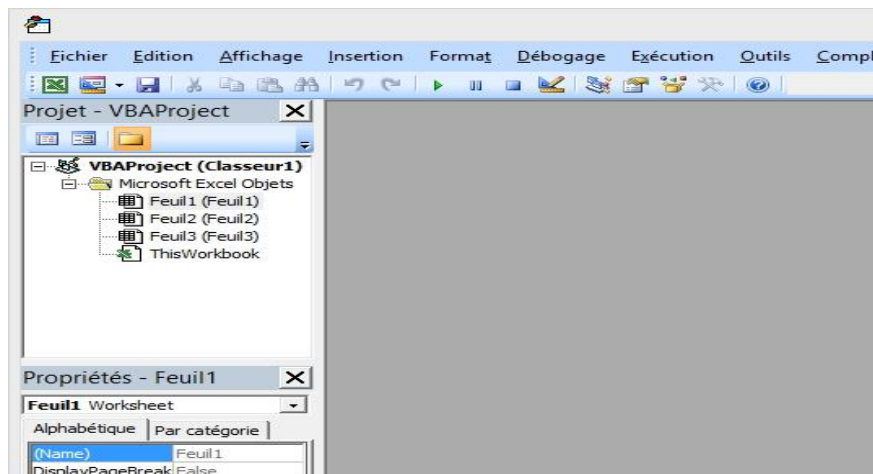 Fichier Edition Affichage Insertion Format Débogage Exécution Outils Compl
Projet - VBAProject
VBAProject (Classeur1)
Microsoft Excel Objets
Feuil1 (Feuil1)
Feuil2 (Feuil2)
Feuil3 (Feuil3)
ThisWorkbook
Propriétés - Feuil1
Feuil1 Worksheet
Alphabétique Par catégorie
(Name) Feuil1
DisplayPageBreak False